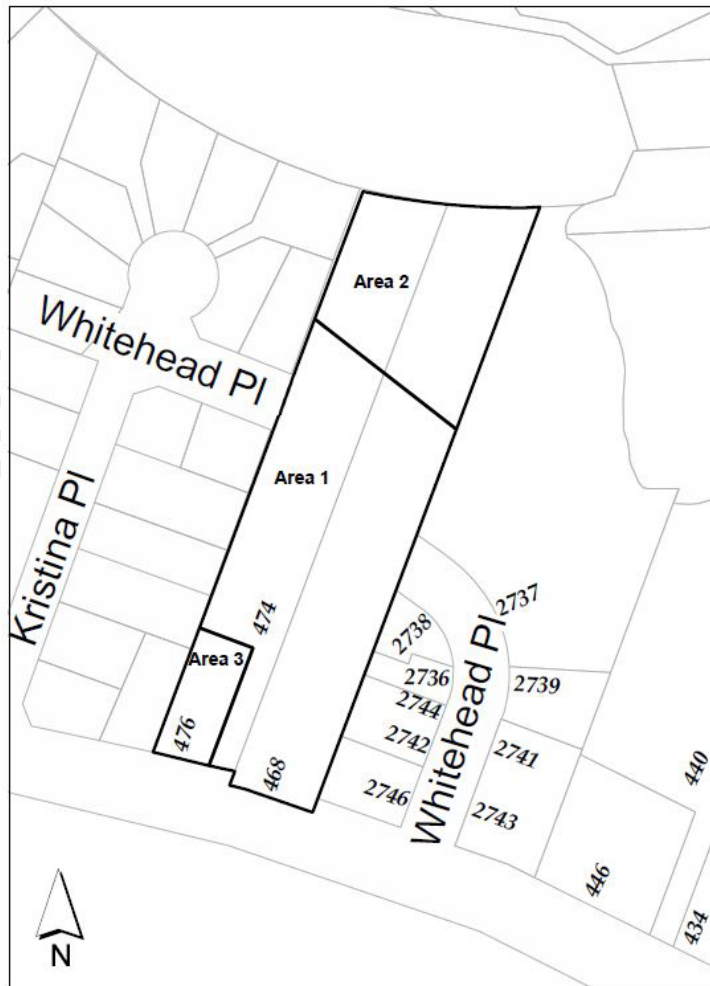 Area 2
Whitehead Pl
Area 1
Kristina Pl
474
2737
2738
Area 3
2736
2739
Whitehead Pl
2744
476
2742
2741
468
440
2746
2743
446
434
N